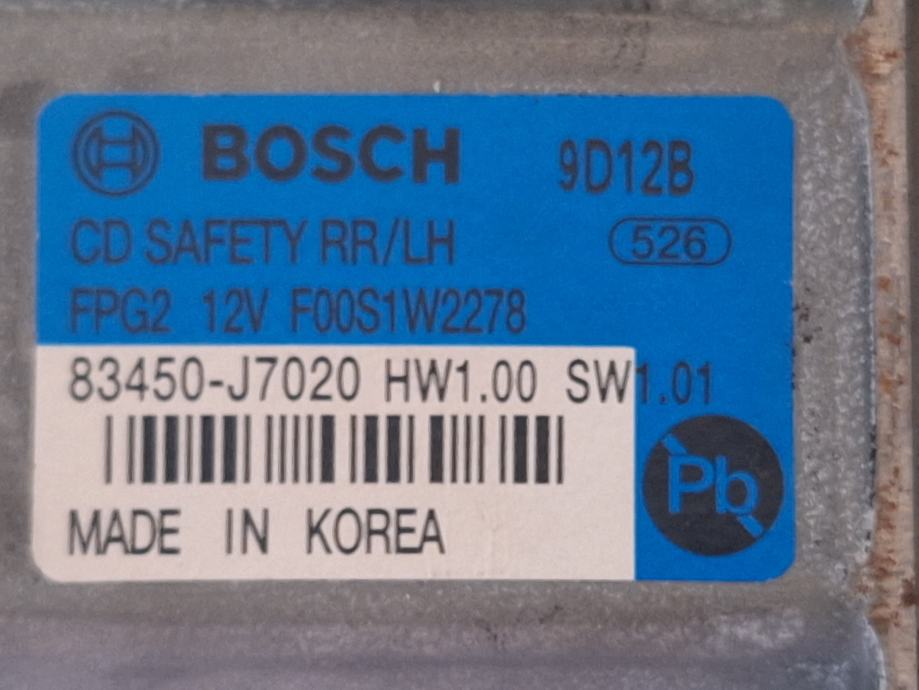 BOSCH 9D12B
CD SAFETY RR/LH 526
FPG2 12V F00S1W2278
83450-J7020 HW1.00 SW1.01
Pb
MADE IN KOREA